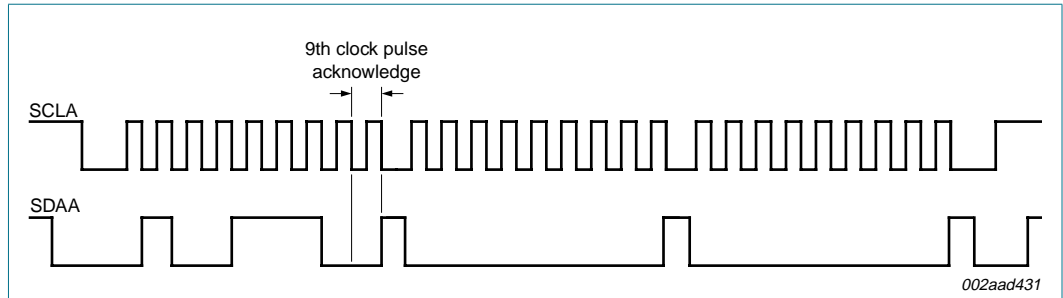 9th clock pulse
acknowledge
SCLA
SDAA
002aad431